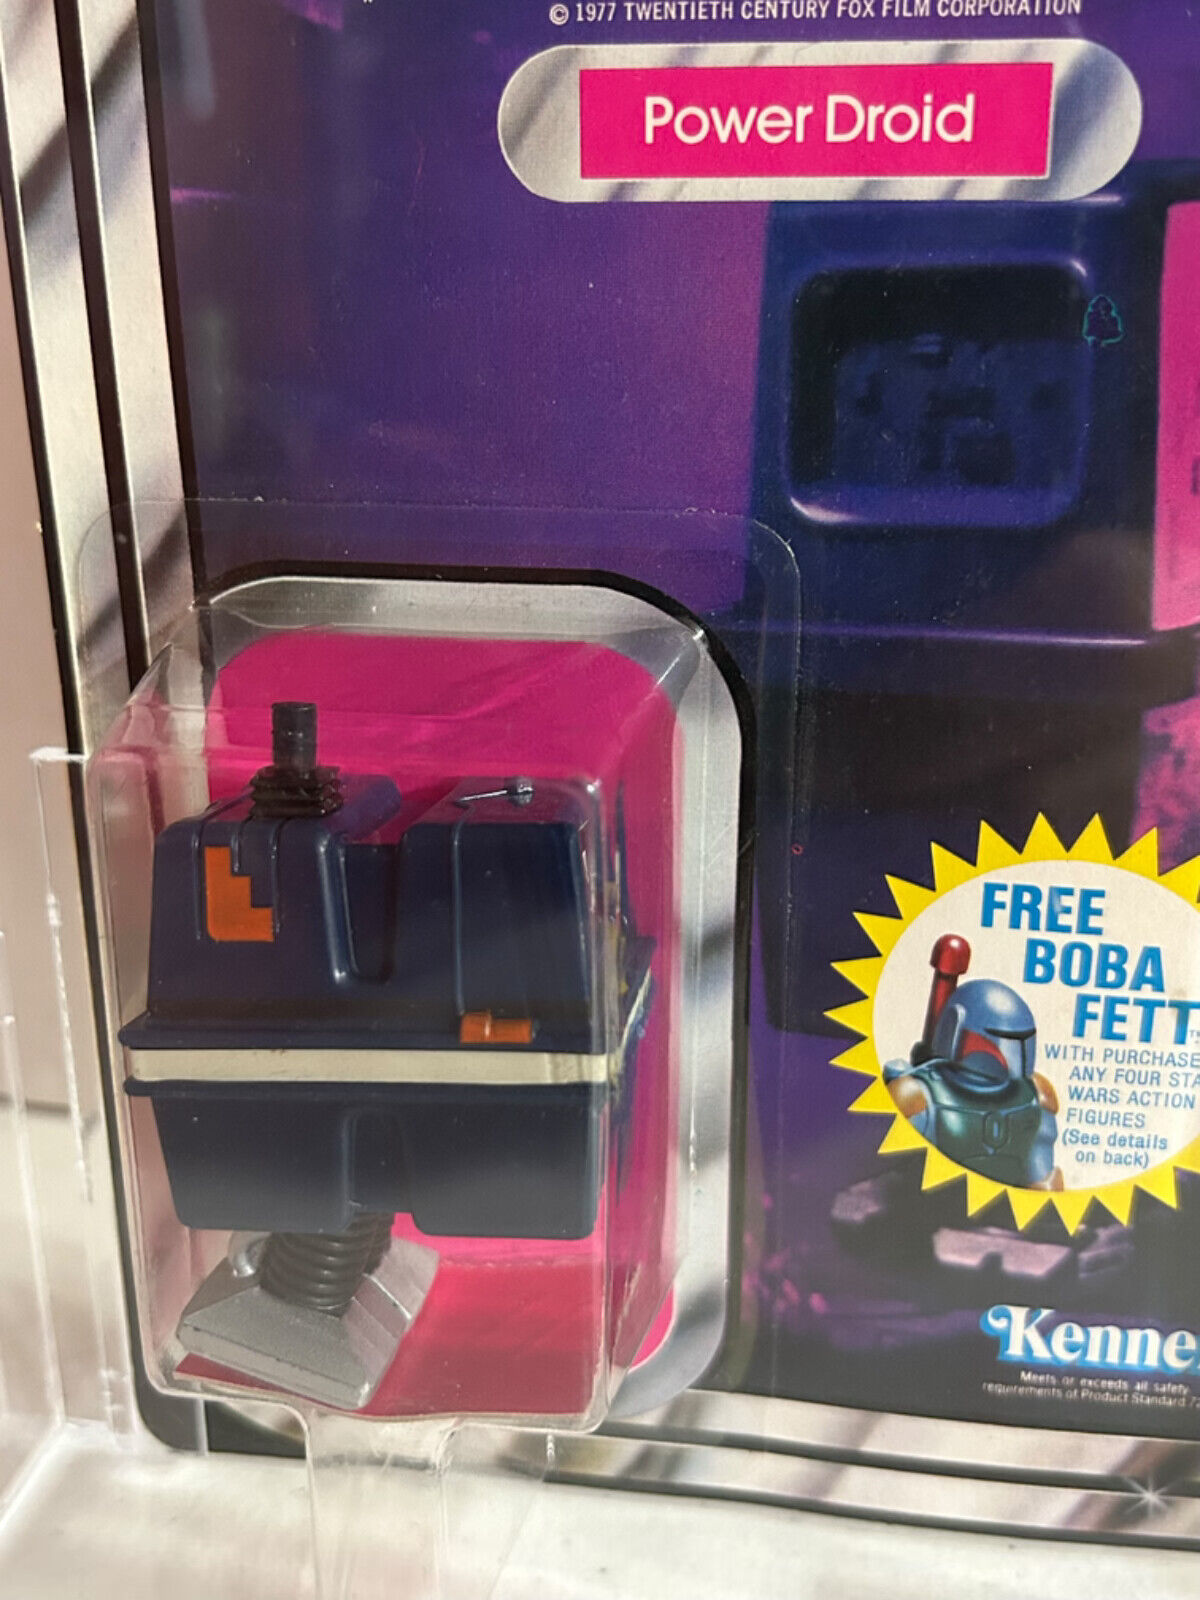 © 1977 TWENTIETH CENTURY FOX FILM CORPORATION
Power Droid
FREE
BOBA
FETT
WITH PURCHASE
ANY FOUR STA
WARS ACTION
FIGURES
(See details
on back)
Kenne
Meets or exceeds all safety
requirements of Product Standard 72